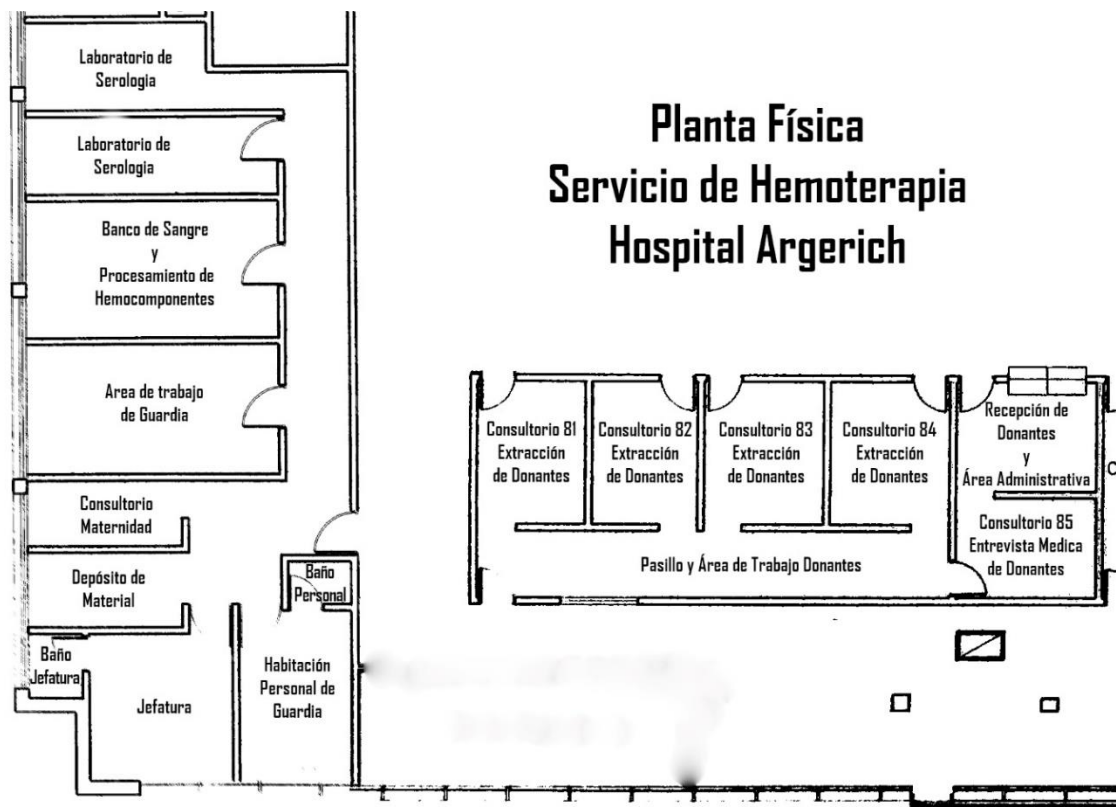 Planta Física
Servicio de Hemoterapia
Hospital Argerich
Laboratorio de
Serologia
Laboratorio de
Serologia
Banco de Sangre
y
Procesamiento de
Hemocomponentes
Area de trabajo
de Guardia
Consultorio
Maternidad
Depósito de
Material
Baño
Jefatura
Jefatura
Baño
Personal
Habitación
Personal de
Guardia
Consultorio 81
Extracción
de Donantes
Consultorio 82
Extracción
de Donantes
Consultorio 83
Extracción
de Donantes
Consultorio 84
Extracción
de Donantes
Recepción de
Donantes
y
Área Administrativa
Consultorio 85
Entrevista Medica
de Donantes
Pasillo y Área de Trabajo Donantes